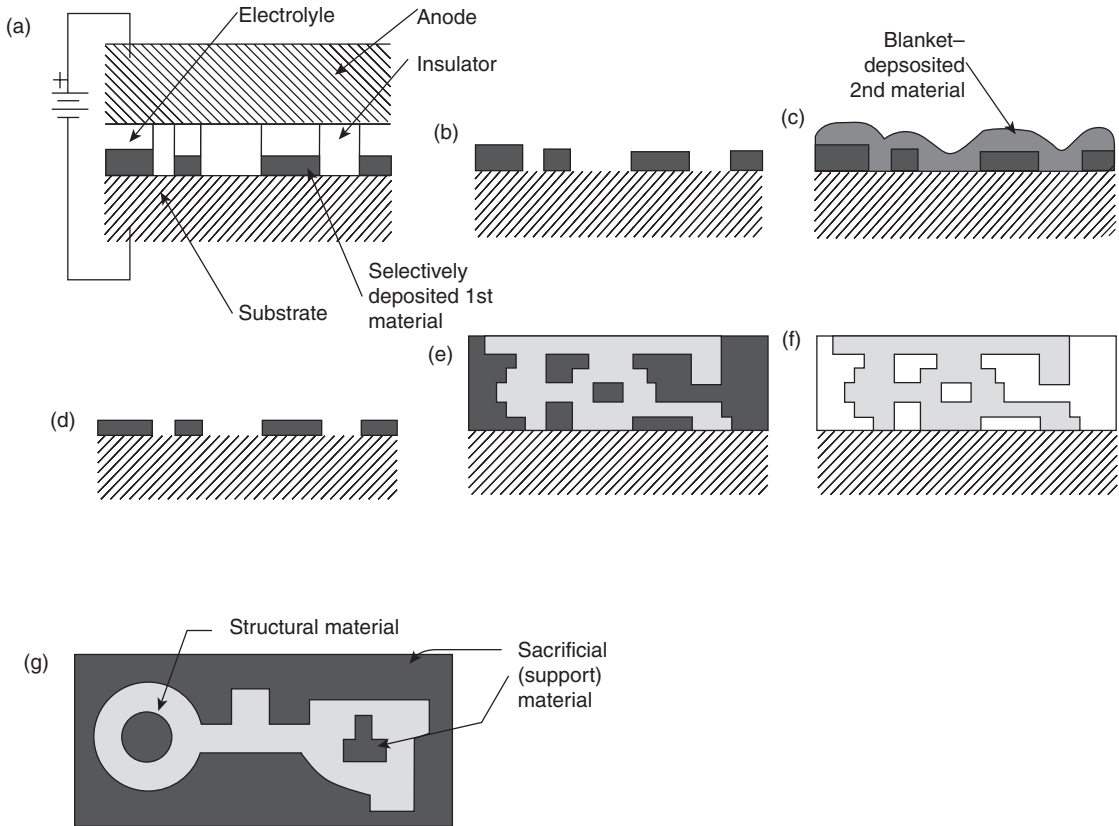 (a)
Electrolyle
Anode
Insulator
+
Substrate
Selectively
deposited 1st
material
(b)
(c)
Blanket–
depsosited
2nd material
(d)
(e)
(f)
(g)
Structural material
Sacrificial
(support)
material